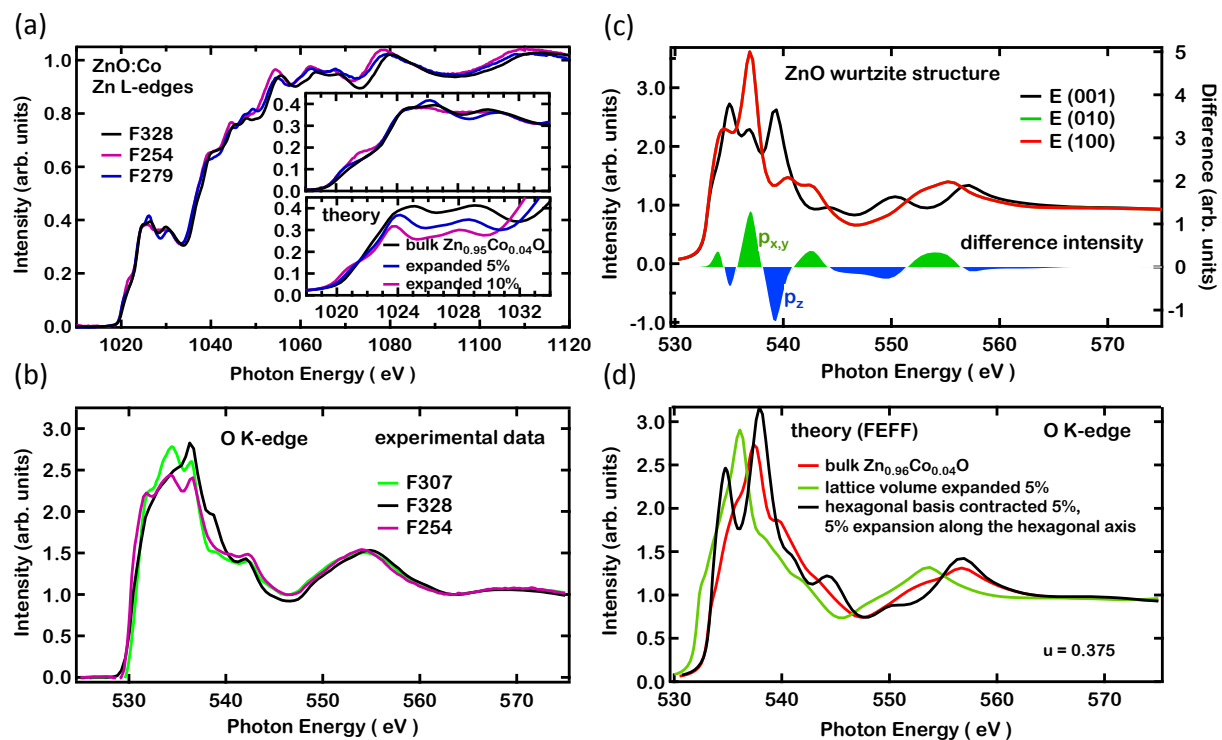 (a)
1.0
0.8
0.6
0.4
0.2
0.0
Intensity (arb. units)
ZnO:Co
Zn L-edges
F328
F254
F279
0.4
0.3
0.2
0.1
0.0
0.4
0.3
0.2
0.1
0.0
theory
bulk Zn0.95Co0.04O
expanded 5%
expanded 10%
1020 1024 1028 1032
1020 1040 1060 1080 1100 1120
Photon Energy ( eV )
(c)
3.0
2.0
1.0
0.0
-1.0
Intensity (arb. units)
ZnO wurtzite structure
E (001)
E (010)
E (100)
px,y
pz
difference intensity
5
4
3
2
1
0
-1
Difference (arb. units)
530 540 550 560 570
Photon Energy ( eV )
(b)
3.0
2.5
2.0
1.5
1.0
0.5
0.0
Intensity (arb. units)
O K-edge
experimental data
F307
F328
F254
530 540 550 560 570
Photon Energy ( eV )
(d)
3.0
2.5
2.0
1.5
1.0
0.5
0.0
Intensity (arb. units)
theory (FEFF)
O K-edge
bulk Zn0.96Co0.04O
lattice volume expanded 5%
hexagonal basis contracted 5%,
5% expansion along the hexagonal axis
u = 0.375
530 540 550 560 570
Photon Energy ( eV )